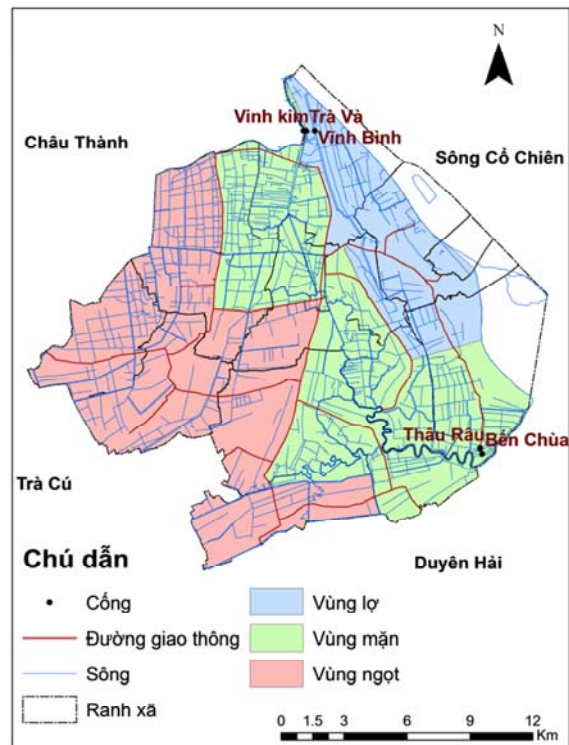 N
Vĩnh kim Trà Và
Vĩnh Bình
Châu Thành
Sông Cổ Chiên
Thâu Râu Bến Chùa
Trà Cú
Duyên Hải
Chú dẫn
Cống
Đường giao thông
Sông
Ranh xã
Vùng lợ
Vùng mặn
Vùng ngọt
0 1.5 3 6 9 12
Km